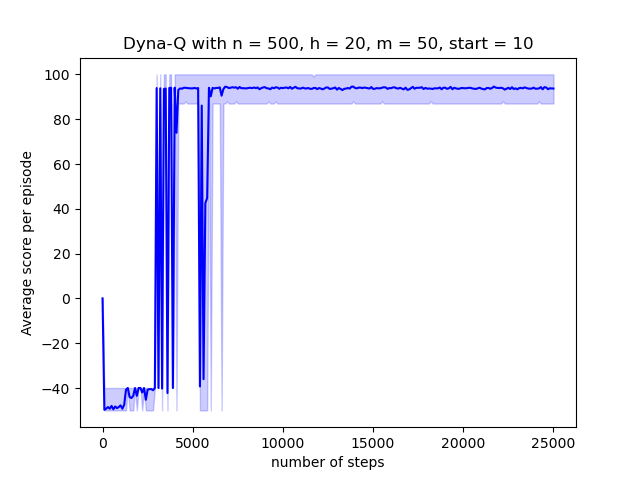 Dyna-Q with n = 500, h = 20, m = 50, start = 10
Average score per episode
100
80
60
40
20
0
−20
−40
0 5000 10000 15000 20000 25000
number of steps